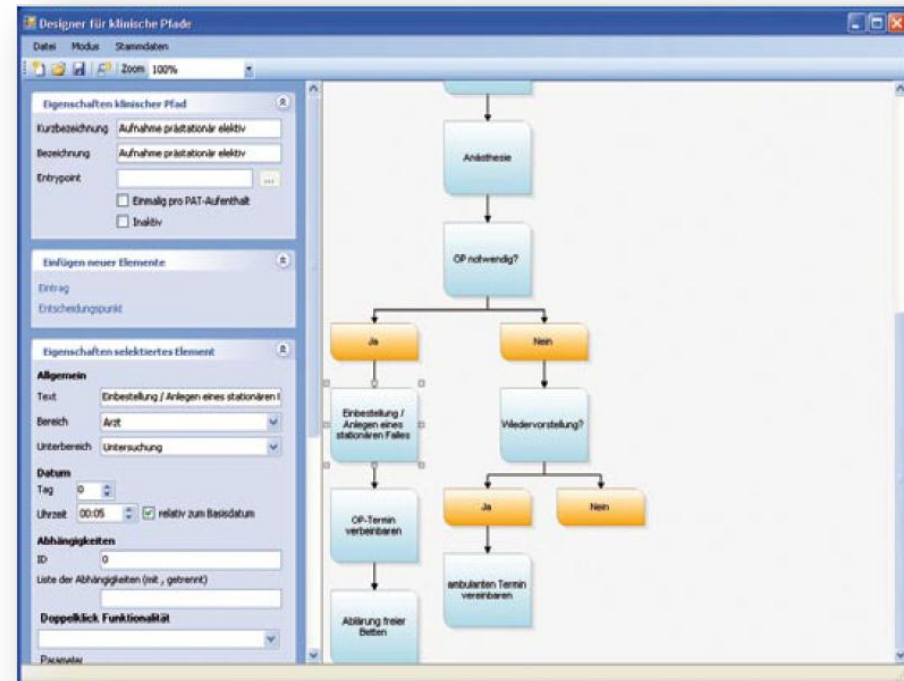 Designer für klinische Pfade
Datei Modus Stammdaten
Zoom 100%
Eigenschaften klinischer Pfad
Kurzbezeichnung Aufnahme prästationär elektiv
Bezeichnung Aufnahme prästationär elektiv
Entrypoint ...
Einmalig pro PAT-Aufenthalt
Inaktiv
Einfügen neuer Elemente
Eintrag
Entscheidungspunkt
Eigenschaften selektiertes Element
Allgemein
Text Einbestellung / Anlegen eines stationären
Bereich Arzt
Unterbereich Untersuchung
Datum
Tag 0
Uhrzeit 00:05 relativ zum Basisdatum
Abhängigkeiten
ID 0
Liste der Abhängigkeiten (mit , getrennt)
Doppelklick Funktionalität
Parameter
Anästhesie
OP notwendig?
Ja
Nein
Einbestellung /
Anlegen eines
stationären Falles
Wiedervorstellung?
OP-Termin
verbeinbaren
Ja
Nein
Ablärung freier
Betten
ambulanten Termin
vereinbaren